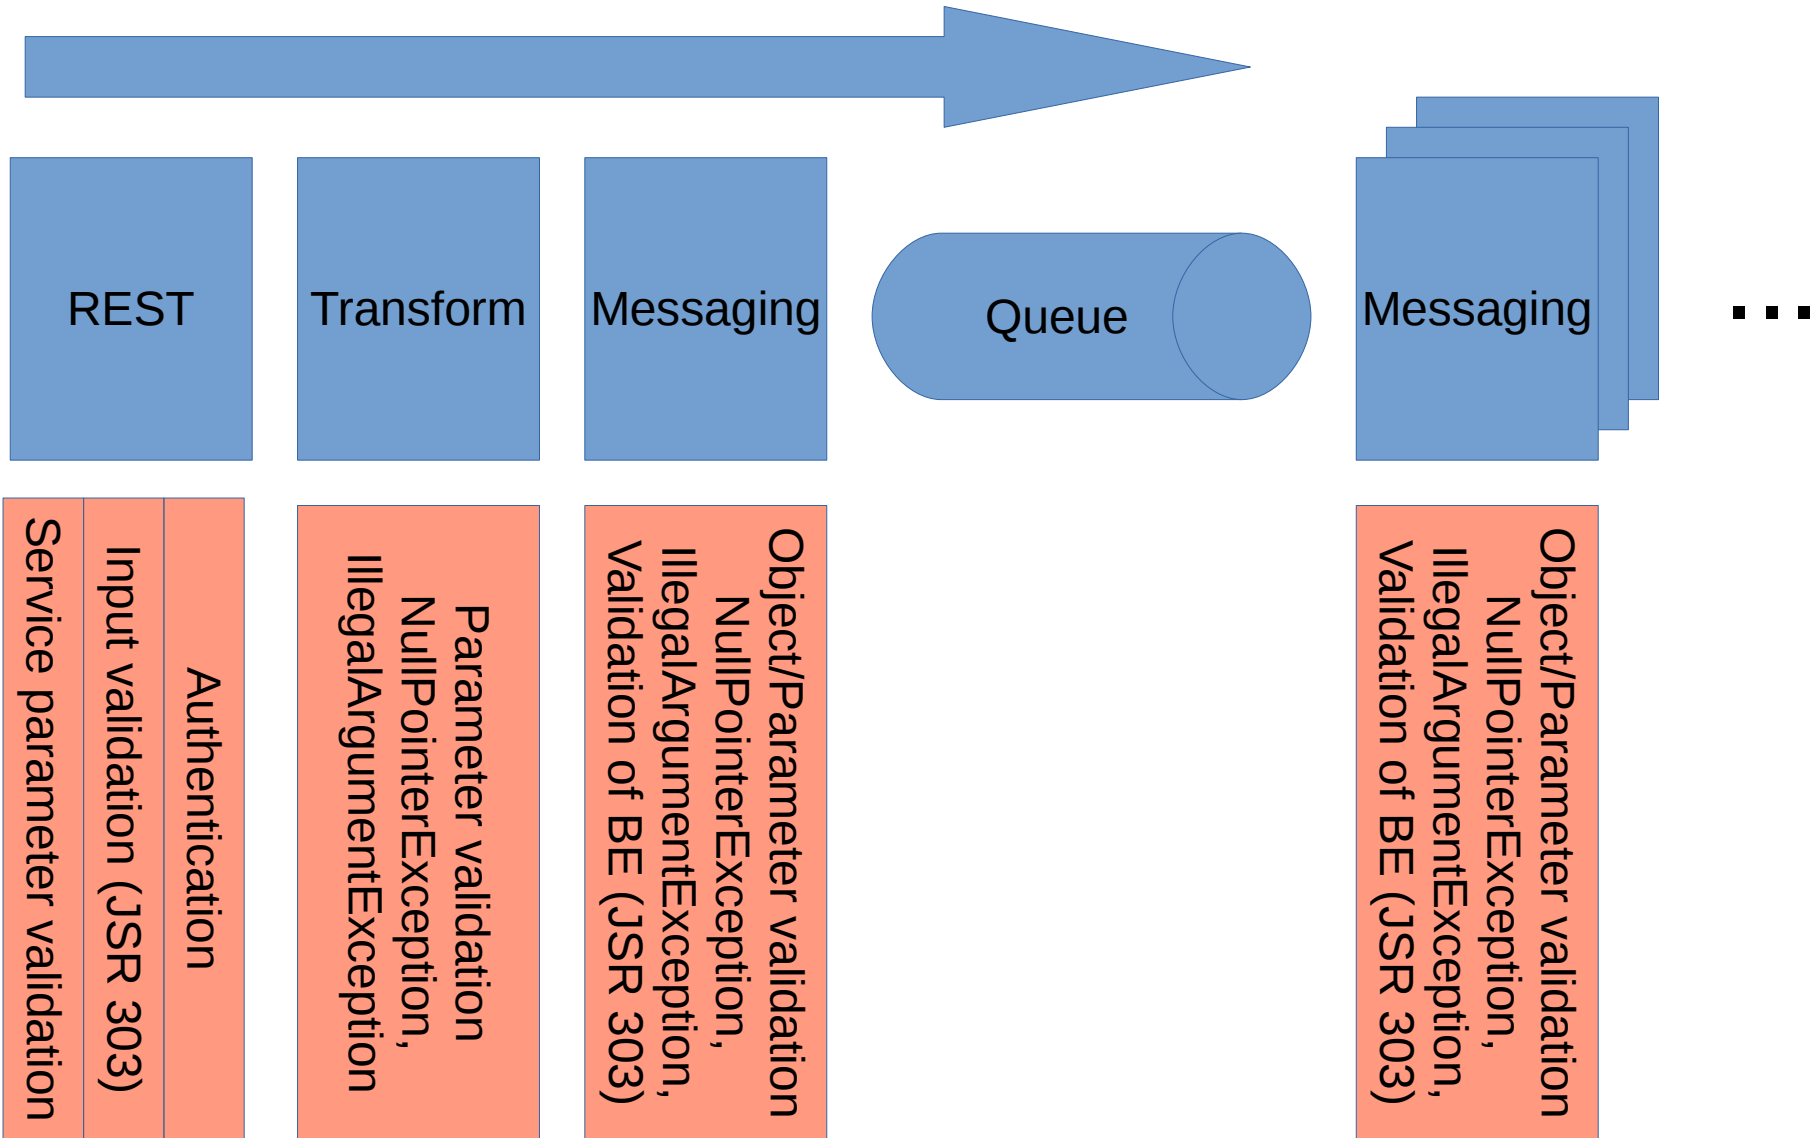 REST
Transform
Messaging
Queue
Messaging
Service parameter validation
Input validation (JSR 303)
Authentication
Parameter validation
NullPointerException,
IllegalArgumentException
Object/Parameter validation
NullPointerException,
IllegalArgumentException,
Validation of BE (JSR 303)
Object/Parameter validation
NullPointerException,
IllegalArgumentException,
Validation of BE (JSR 303)